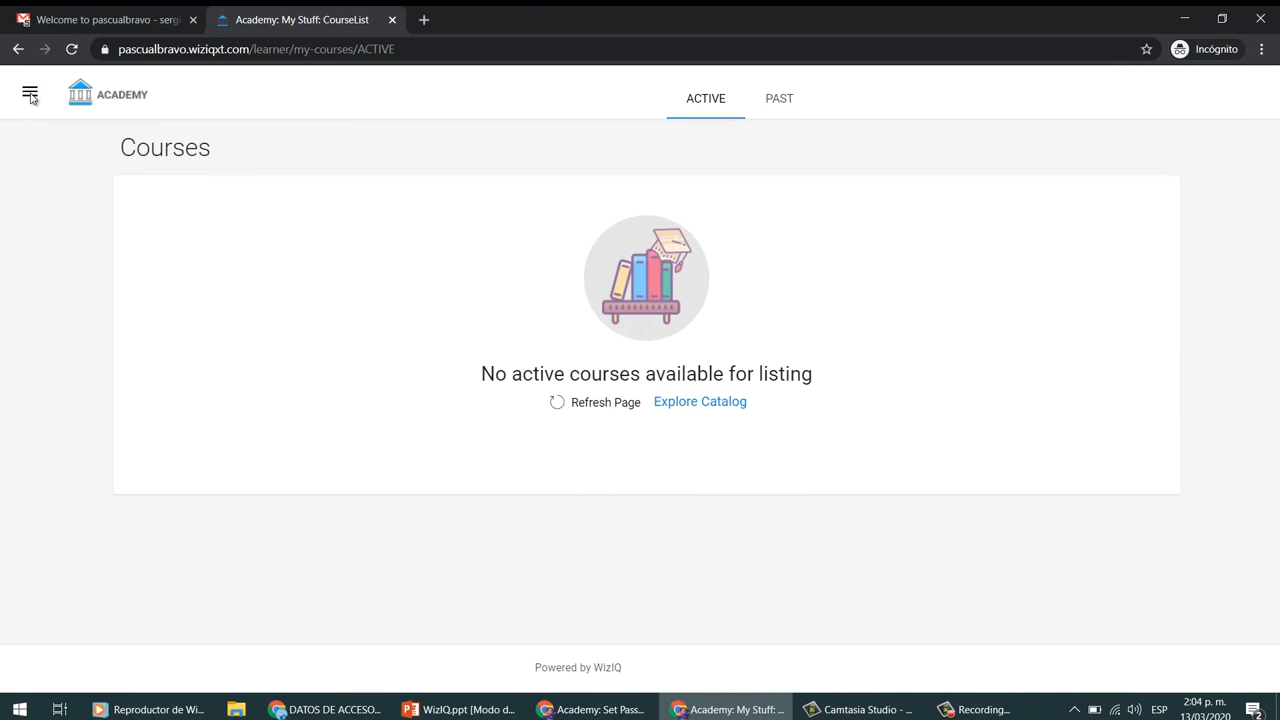 Welcome to pascualbravo - sergi
Academy: My Stuff: CourseList
pascualbravo.wiziqxt.com/learner/my-courses/ACTIVE
Incógnito
ACADEMY
ACTIVE
PAST
Courses
No active courses available for listing
Refresh Page
Explore Catalog
Powered by WizIQ
Reproductor de Wi...
DATOS DE ACCESO...
WizIQ.ppt [Modo d...
Academy: Set Pass...
Academy: My Stuff: ...
Camtasia Studio - ...
Recording...
ESP
2:04 p. m.
13/03/2020
2